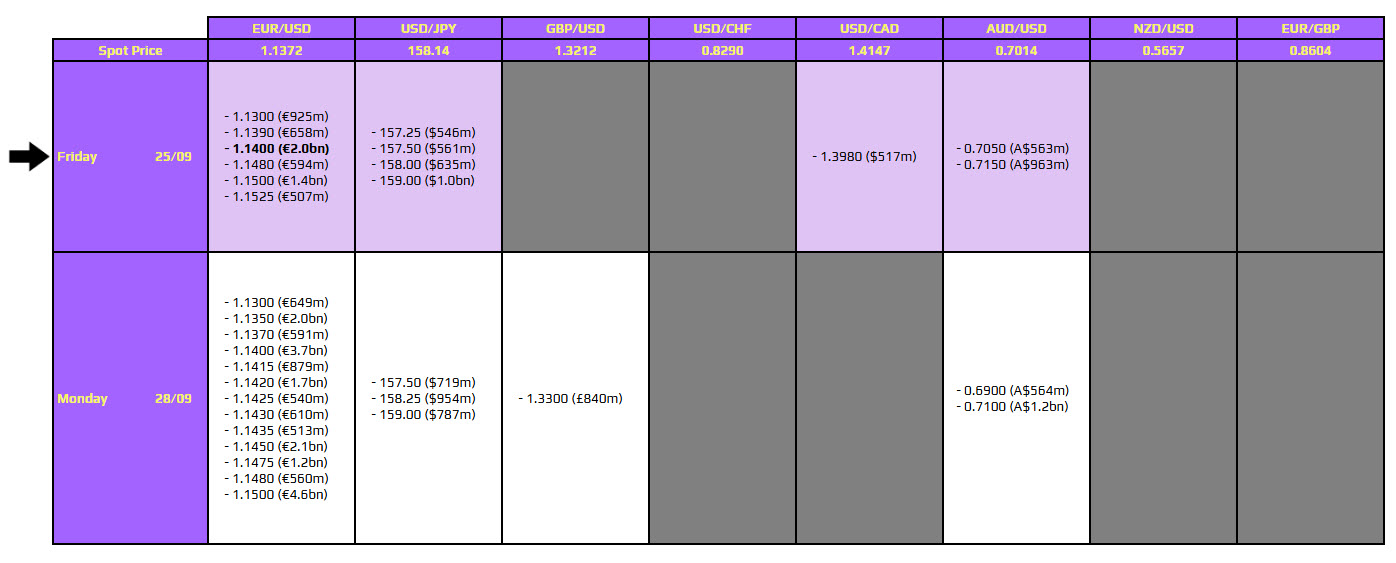 EUR/USD USD/JPY GBP/USD USD/CHF USD/CAD AUD/USD NZD/USD EUR/GBP
Spot Price 1.1372 158.14 1.3212 0.8290 1.4147 0.7014 0.5657 0.8604
Friday 25/09
- 1.1300 (€925m)
- 1.1390 (€658m)
- 1.1400 (€2.0bn)
- 1.1480 (€594m)
- 1.1500 (€1.4bn)
- 1.1525 (€507m)
- 157.25 ($546m)
- 157.50 ($561m)
- 158.00 ($635m)
- 159.00 ($1.0bn)
- 1.3980 ($517m)
- 0.7050 (A$563m)
- 0.7150 (A$963m)
Monday 28/09
- 1.1300 (€649m)
- 1.1350 (€2.0bn)
- 1.1370 (€591m)
- 1.1400 (€3.7bn)
- 1.1415 (€879m)
- 1.1420 (€1.7bn)
- 1.1425 (€540m)
- 1.1430 (€610m)
- 1.1435 (€513m)
- 1.1450 (€2.1bn)
- 1.1475 (€1.2bn)
- 1.1480 (€560m)
- 1.1500 (€4.6bn)
- 157.50 ($719m)
- 158.25 ($954m)
- 159.00 ($787m)
- 1.3300 (£840m)
- 0.6900 (A$564m)
- 0.7100 (A$1.2bn)